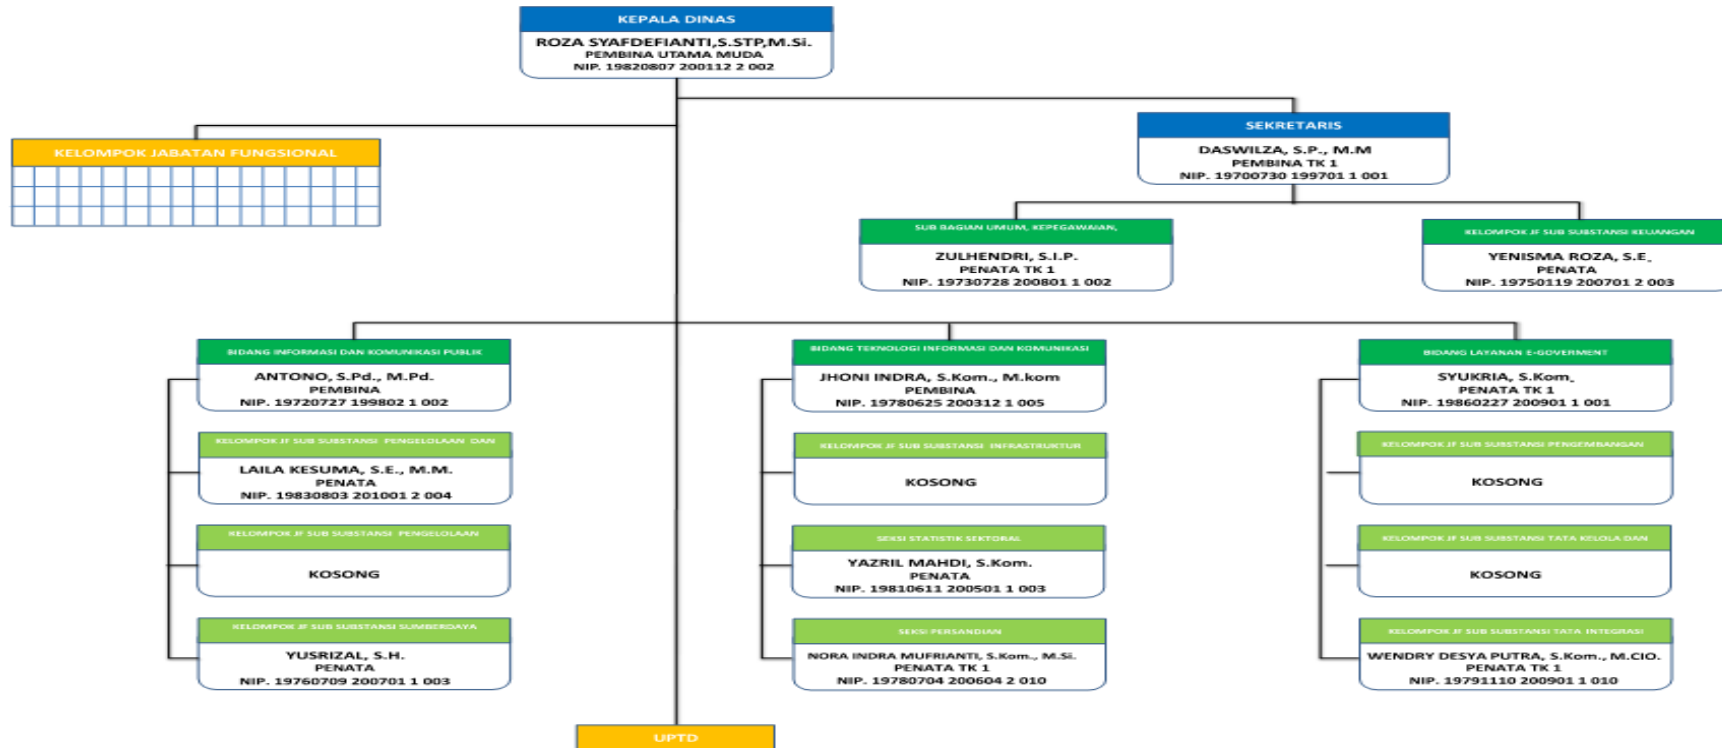 KEPALA DINAS
ROZA SYAFDEFIANTI,S.STP,M.Si.
PEMBINA UTAMA MUDA
NIP. 19820807 200112 2 002
SEKRETARIS
DASWILZA, S.P., M.M
PEMBINA TK 1
NIP. 19700730 199701 1 001
KELOMPOK JABATAN FUNGSIONAL
SUB BAGIAN UMUM, KEPEGAWAIAN,
ZULHENDRI, S.I.P.
PENATA TK 1
NIP. 19730728 200801 1 002
KELOMPOK JF SUB SUBSTANSI KEUANGAN
YENISMA ROZA, S.E.
PENATA
NIP. 19750119 200701 2 003
BIDANG INFORMASI DAN KOMUNIKASI PUBLIK
ANTONO, S.Pd., M.Pd.
PEMBINA
NIP. 19720727 199802 1 002
KELOMPOK JF SUB SUBSTANSI PENGELOLAAN DAN
LAILA KESUMA, S.E., M.M.
PENATA
NIP. 19830803 201001 2 004
KELOMPOK JF SUB SUBSTANSI PENGELOLAAN
KOSONG
KELOMPOK JF SUB SUBSTANSI SUMBERDAYA
YUSRIZAL, S.H.
PENATA
NIP. 19760709 200701 1 003
BIDANG TEKNOLOGI INFORMASI DAN KOMUNIKASI
JHONI INDRA, S.Kom., M.kom
PEMBINA
NIP. 19780625 200312 1 005
KELOMPOK JF SUB SUBSTANSI INFRASTRUKTUR
KOSONG
SEKSI STATISTIK SEKTORAL
YAZRIL MAHDI, S.Kom.
PENATA
NIP. 19810611 200501 1 003
SEKSI PERSANDIAN
NORA INDRA MUFRIANTI, S.Kom., M.Si.
PENATA TK 1
NIP. 19780704 200604 2 010
BIDANG LAYANAN E-GOVERMENT
SYUKRIA, S.Kom.
PENATA TK 1
NIP. 19860227 200901 1 001
KELOMPOK JF SUB SUBSTANSI PENGEMBANGAN
KOSONG
KELOMPOK JF SUB SUBSTANSI TATA KELOLA DAN
KOSONG
KELOMPOK JF SUB SUBSTANSI TATA INTEGRASI
WENDRY DESYA PUTRA, S.Kom., M.CIO.
PENATA TK 1
NIP. 19791110 200901 1 010
UPTD